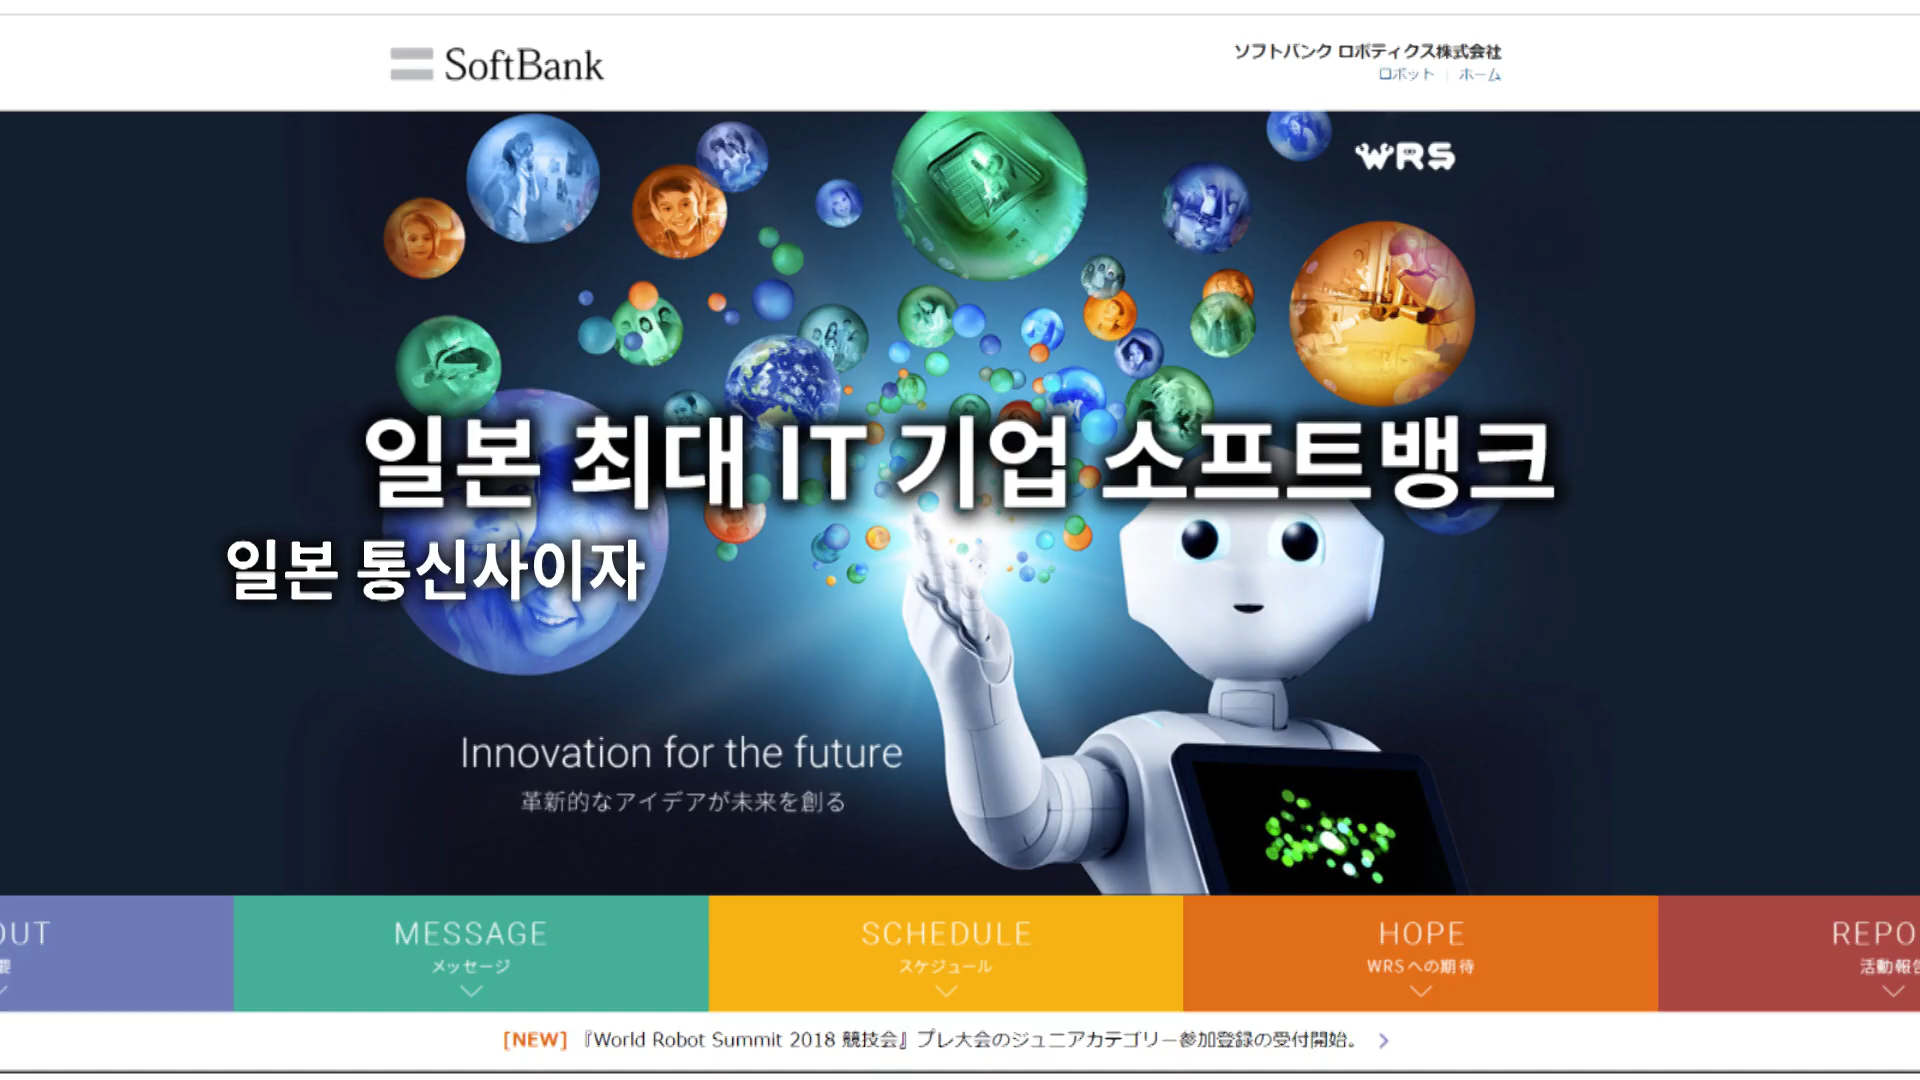 SoftBank
ソフトバンク ロボティクス株式会社
ロボット | ホーム
WRS
일본 최대 IT 기업 소프트뱅크
일본 통신사이자
Innovation for the future
革新的なアイデアが未来を創る
OUT
MESSAGE
SCHEDULE
HOPE
REPO
要
メッセージ
スケジュール
WRSへの期待
活動報告
[NEW] 『World Robot Summit 2018 競技会』プレ大会のジュニアカテゴリー参加登録の受付開始。